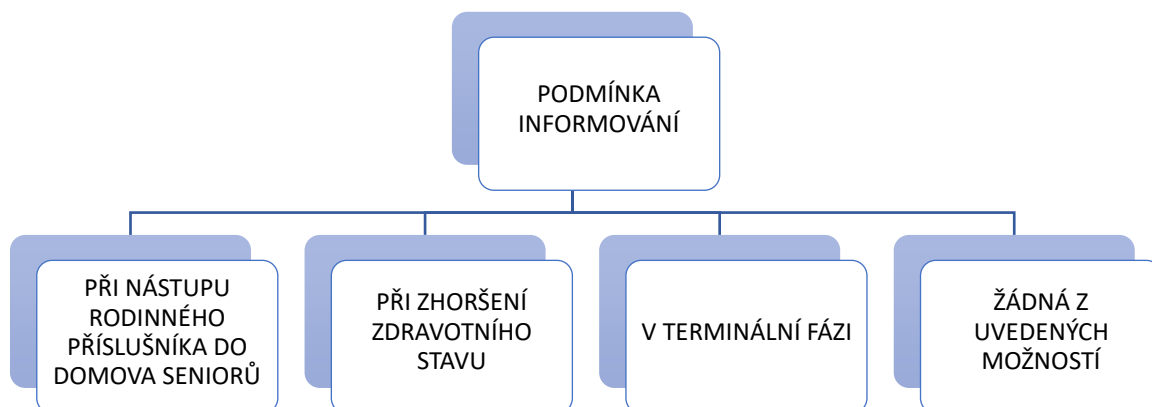 PODMÍNKA
INFORMOVÁNÍ
PŘI NÁSTUPU
RODINNÉHO
PŘÍSLUŠNÍKA DO
DOMOVA SENIORŮ
PŘI ZHORŠENÍ
ZDRAVOTNÍHO
STAVU
V TERMINÁLNÍ FÁZI
ŽÁDNÁ Z
UVEDENÝCH
MOŽNOSTÍ